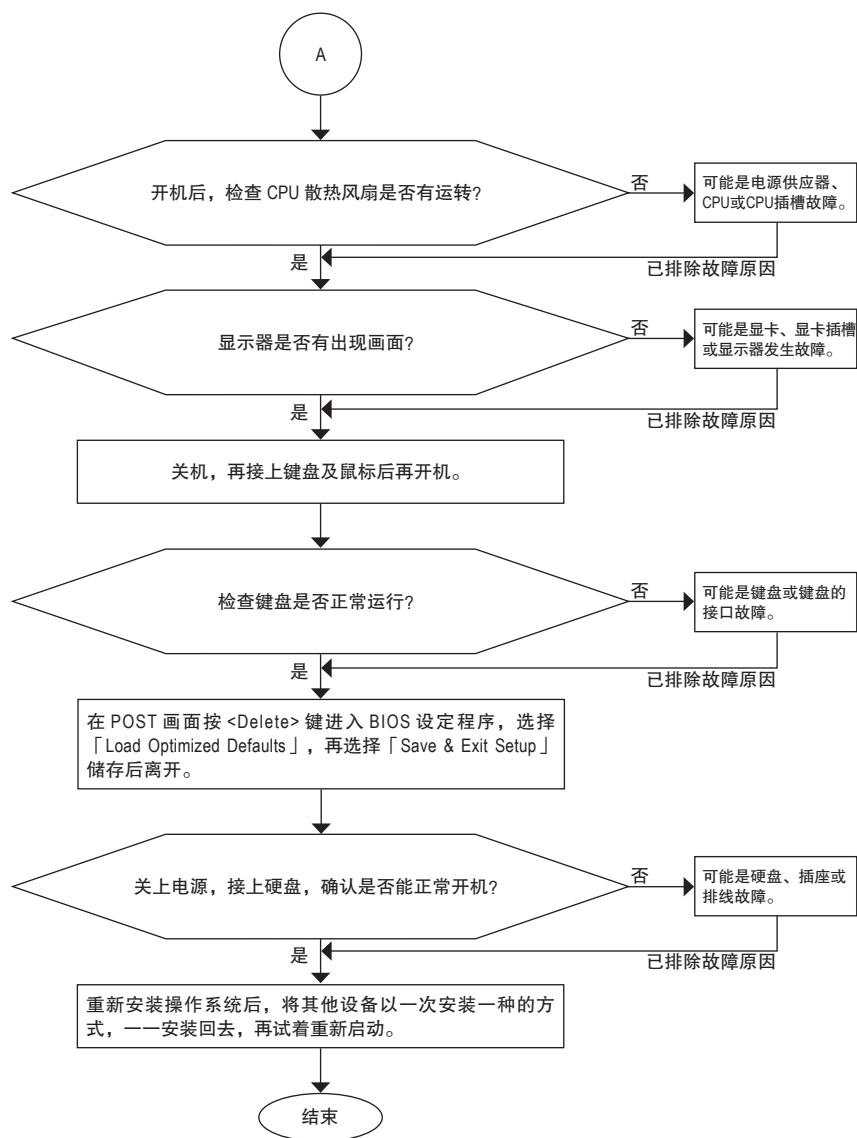 A
开机后，检查 CPU 散热风扇是否有运转？
否
可能是电源供应器、
CPU或CPU插槽故障。
是
已排除故障原因
显示器是否有出现画面？
否
可能是显卡、显卡插槽
或显示器发生故障。
是
已排除故障原因
关机，再接上键盘及鼠标后再开机。
检查键盘是否正常运行？
否
可能是键盘或键盘的
接口故障。
是
已排除故障原因
在 POST 画面按 <Delete> 键进入 BIOS 设定程序，选择
「Load Optimized Defaults」，再选择「Save & Exit Setup」
储存后离开。
关上电源，接上硬盘，确认是否能正常开机？
否
可能是硬盘、插座或
排线故障。
是
已排除故障原因
重新安装操作系统后，将其他设备以一次安装一种的方
式，一一安装回去，再试着重新启动。
结束